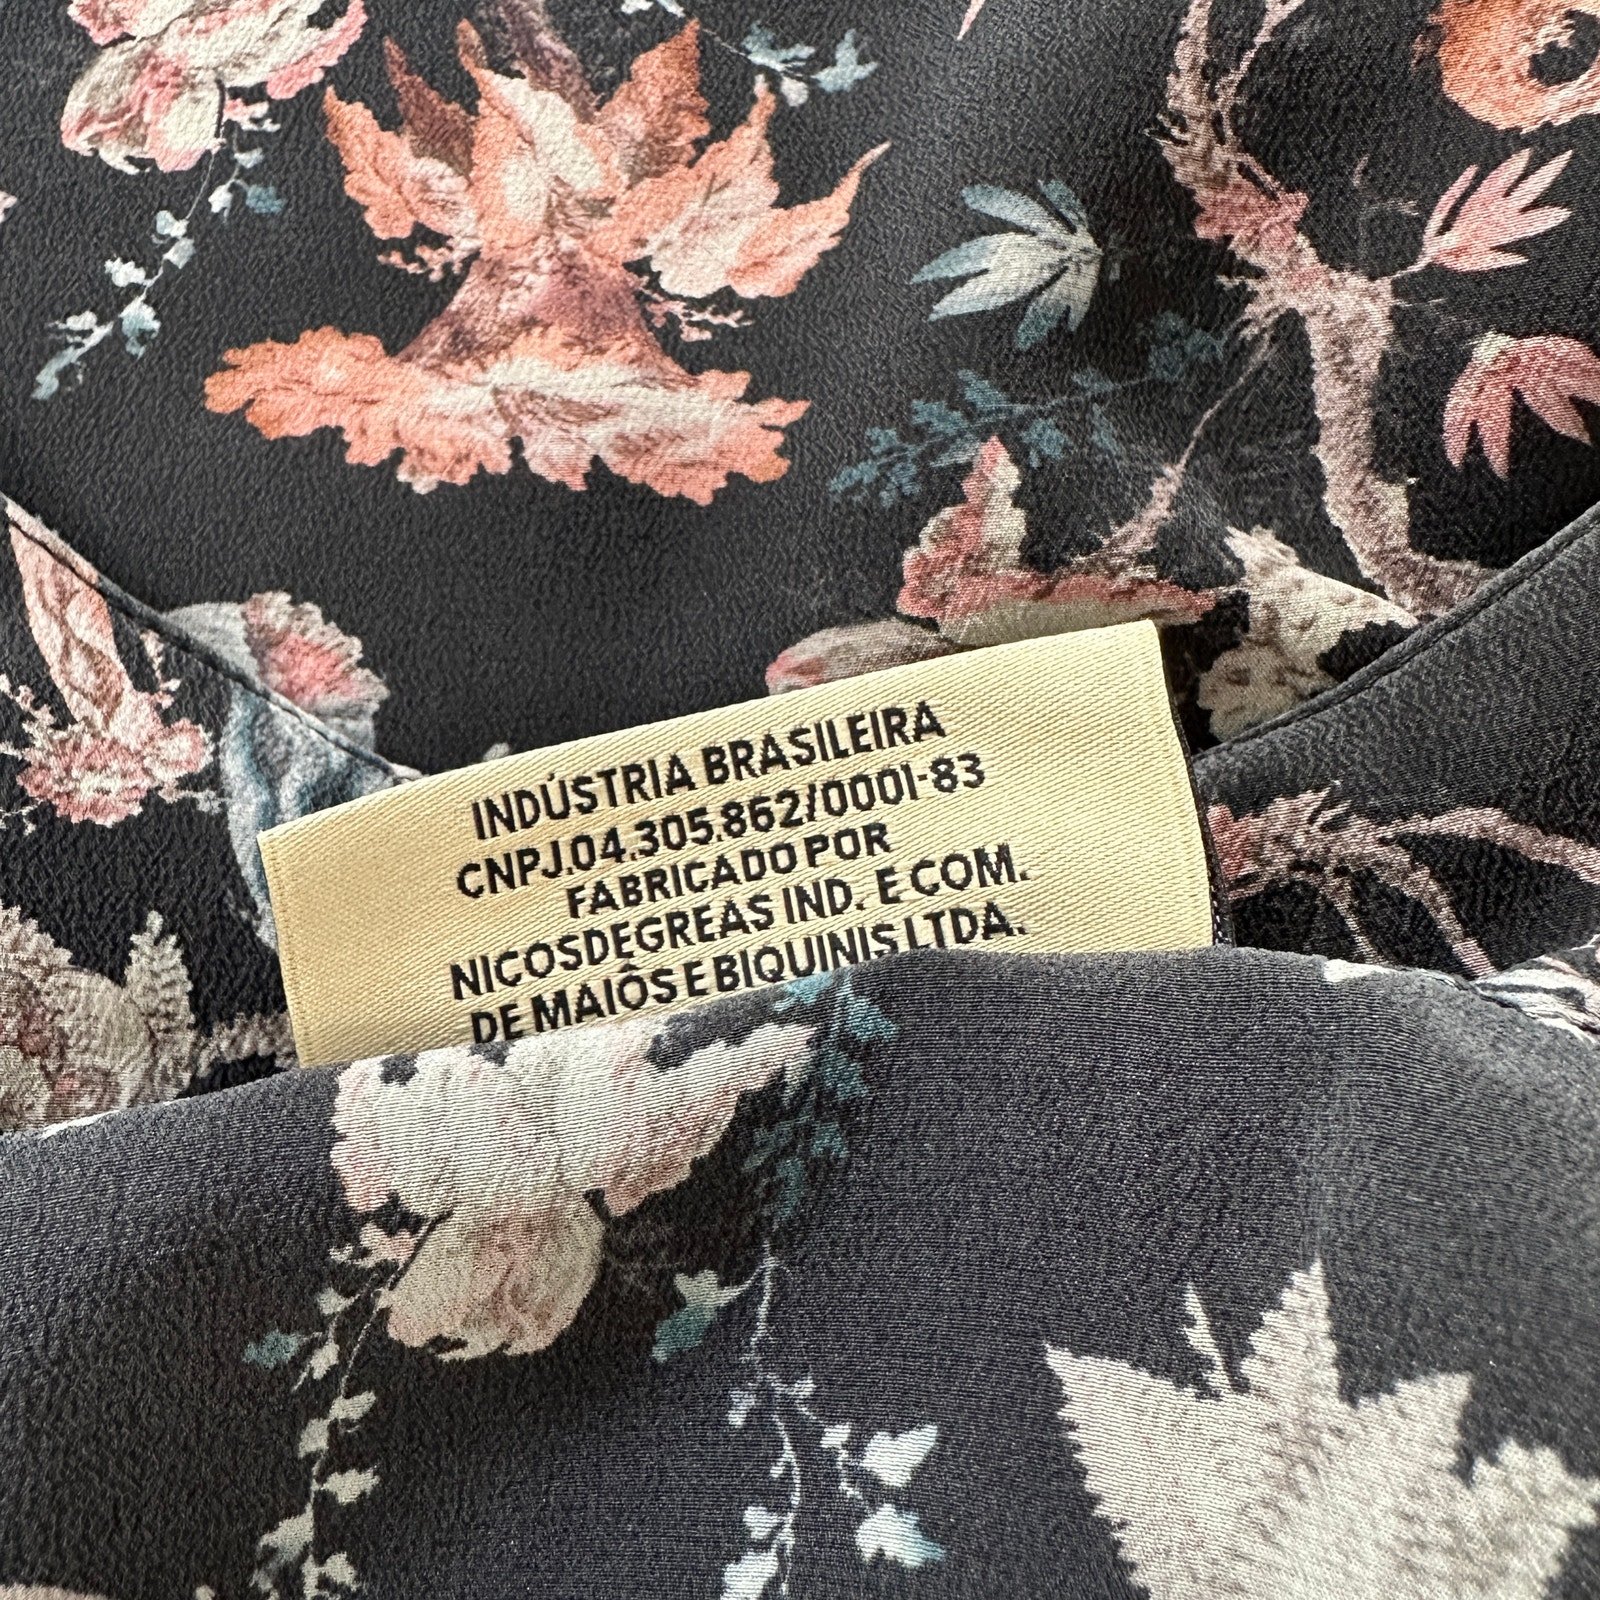 INDÚSTRIA BRASILEIRA
CNPJ.04.305.862/0001-83
FABRICADO POR
NICOSDEGREAS IND. E COM.
DE MAIÔS E BIQUINIS LTDA.